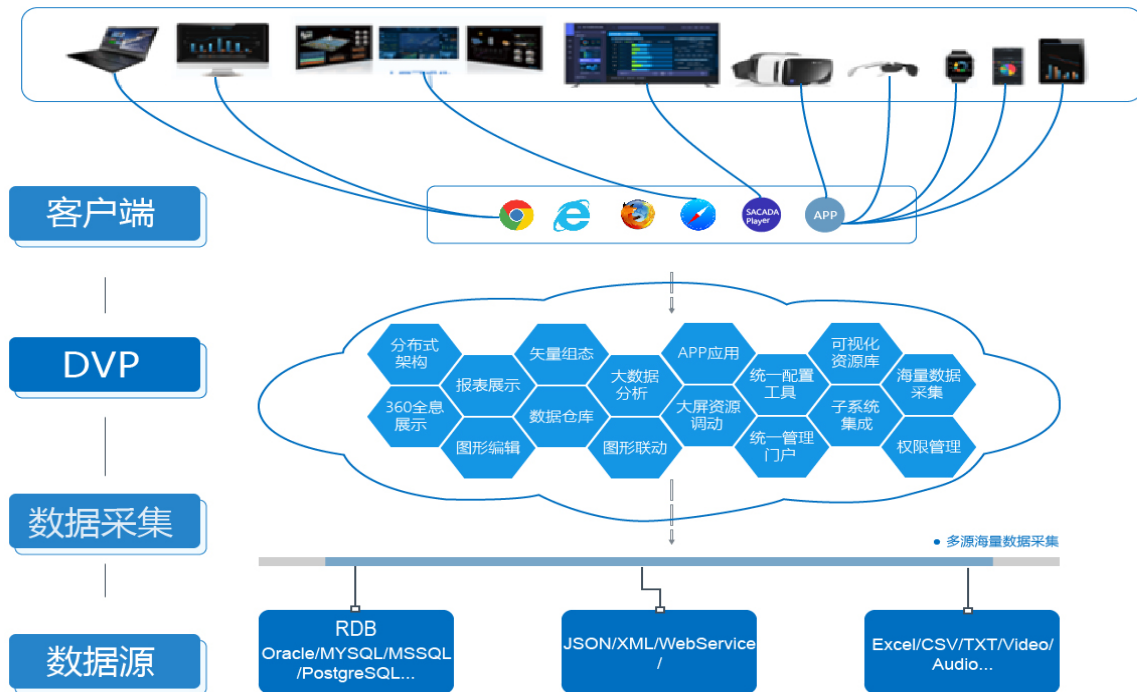 客户端
SACADA
Player
APP
DVP
分布式
架构
矢量组态
APP应用
可视化
资源库
报表展示
大数据
分析
统一配置
工具
海量数据
采集
360全息
展示
数据仓库
大屏资源
调动
子系统
集成
图形编辑
图形联动
统一管理
门户
权限管理
数据采集
• 多源海量数据采集
数据源
RDB
Oracle/MYSQL/MSSQL
/PostgreSQL...
JSON/XML/WebService
/
Excel/CSV/TXT/Video/
Audio...